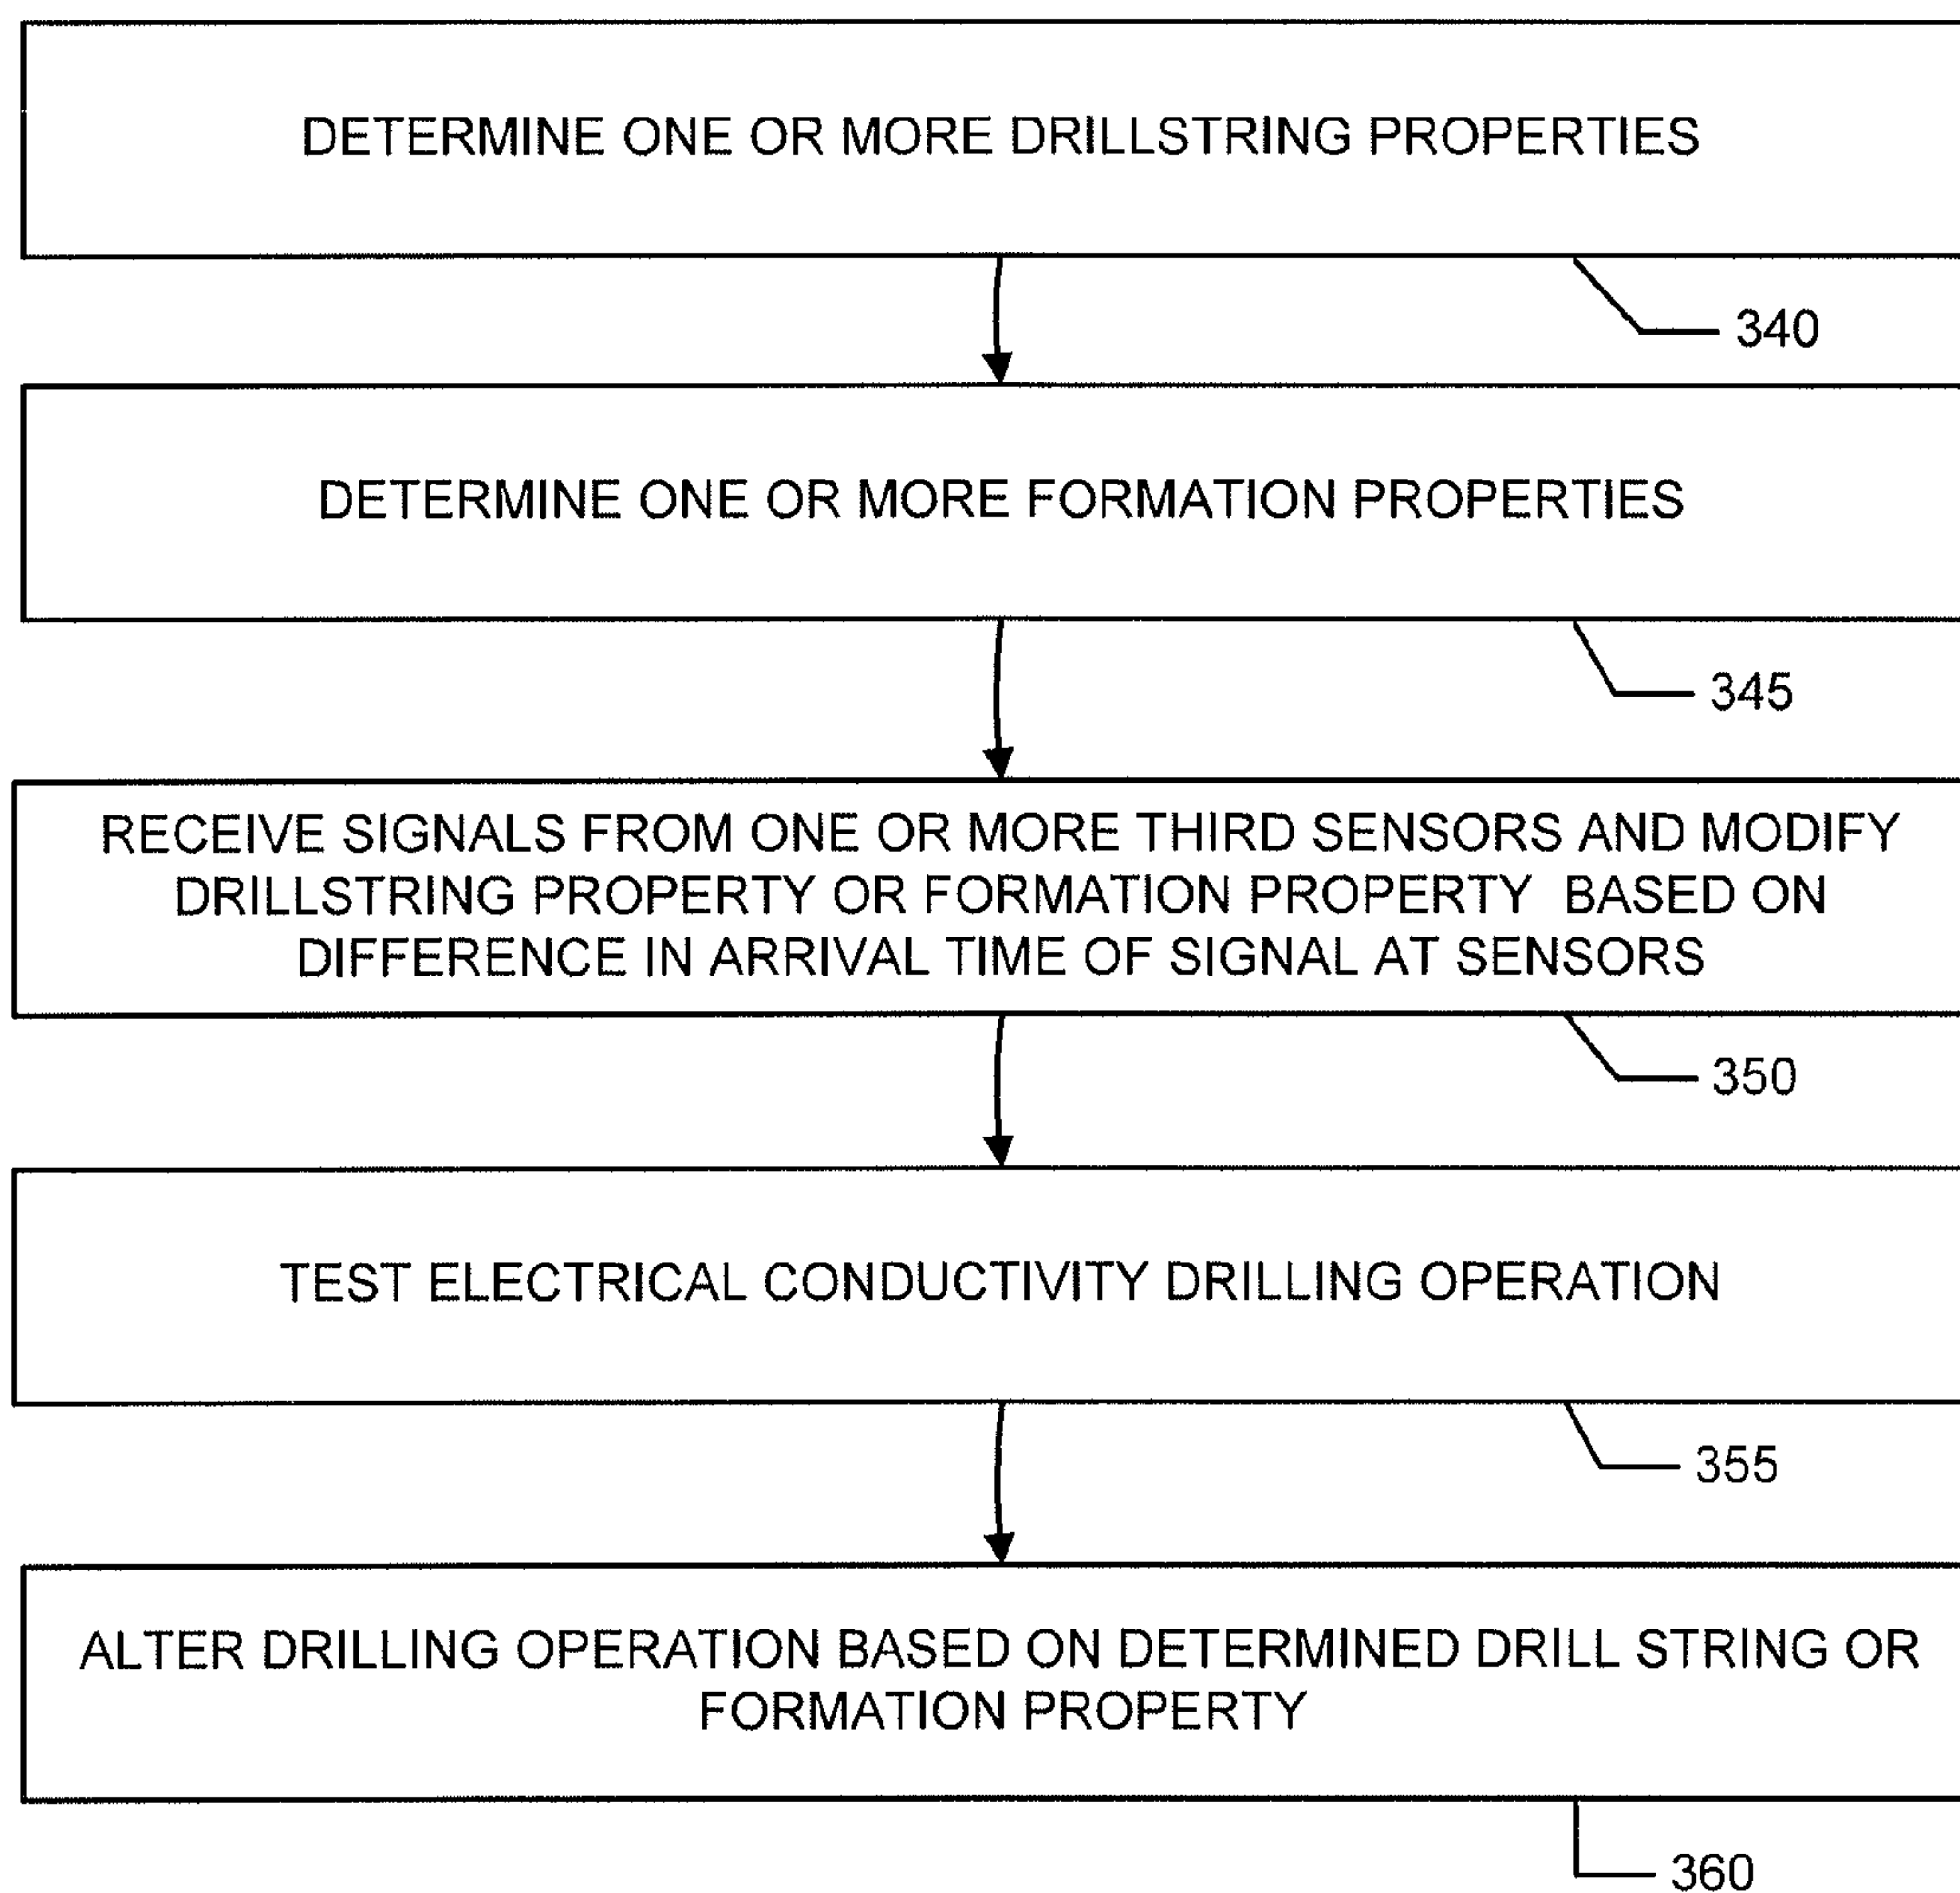 DETERMINE ONE OR MORE DRILLSTRING PROPERTIES
340
DETERMINE ONE OR MORE FORMATION PROPERTIES
345
RECEIVE SIGNALS FROM ONE OR MORE THIRD SENSORS AND MODIFY
DRILLSTRING PROPERTY OR FORMATION PROPERTY BASED ON
DIFFERENCE IN ARRIVAL TIME OF SIGNAL AT SENSORS
350
TEST ELECTRICAL CONDUCTIVITY DRILLING OPERATION
355
ALTER DRILLING OPERATION BASED ON DETERMINED DRILL STRING OR
FORMATION PROPERTY
360